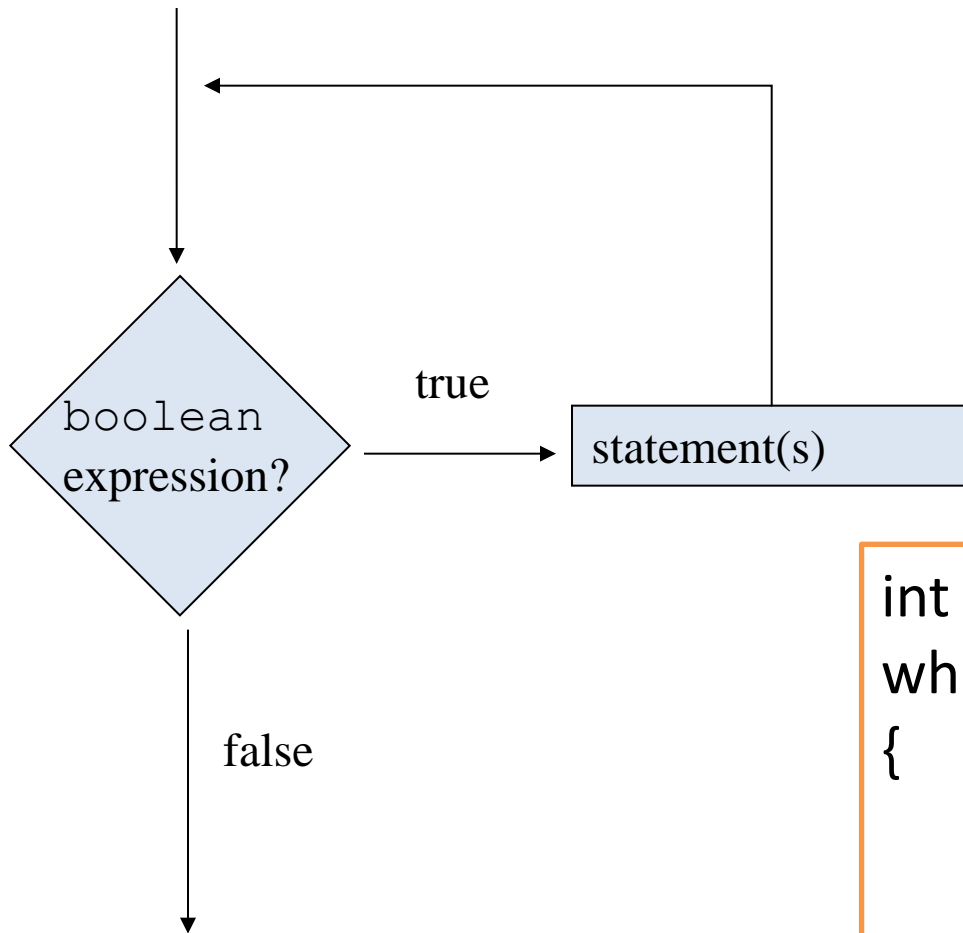 true
boolean
expression?
statement(s)
int
wh
{
false